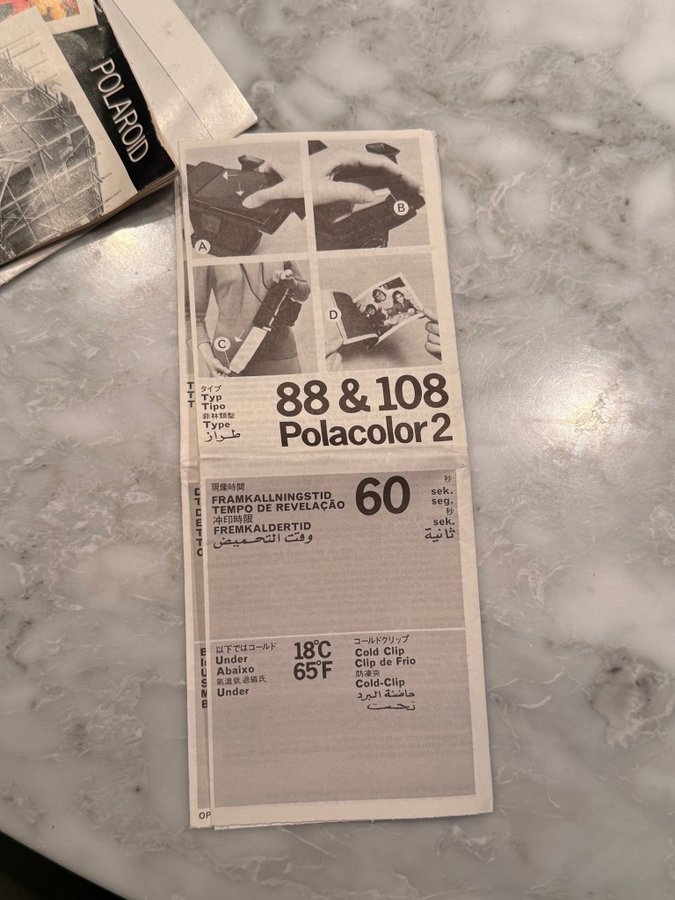 POLAROID
A
B
C
D
タイプ
Typ
Tipo
菲林類型
Type
طراز
88 & 108
Polacolor 2
現像時間
FRAMKALLNINGSTID
TEMPO DE REVELAÇÃO
冲印時限
FREMKALDERTID
وقت التحميض
60
秒
sek.
seg.
秒
sek.
ثانية
以下ではコールド
Under
Abaixo
氣溫低過攝氏
Under
18°C
65°F
コールドクリップ
Cold Clip
Clip de Frio
防凍夾
Cold-Clip
حاضنة البرد
تحت
T
T
T
D
T
D
E
T
T
C
E
I
U
S
M
B
OP